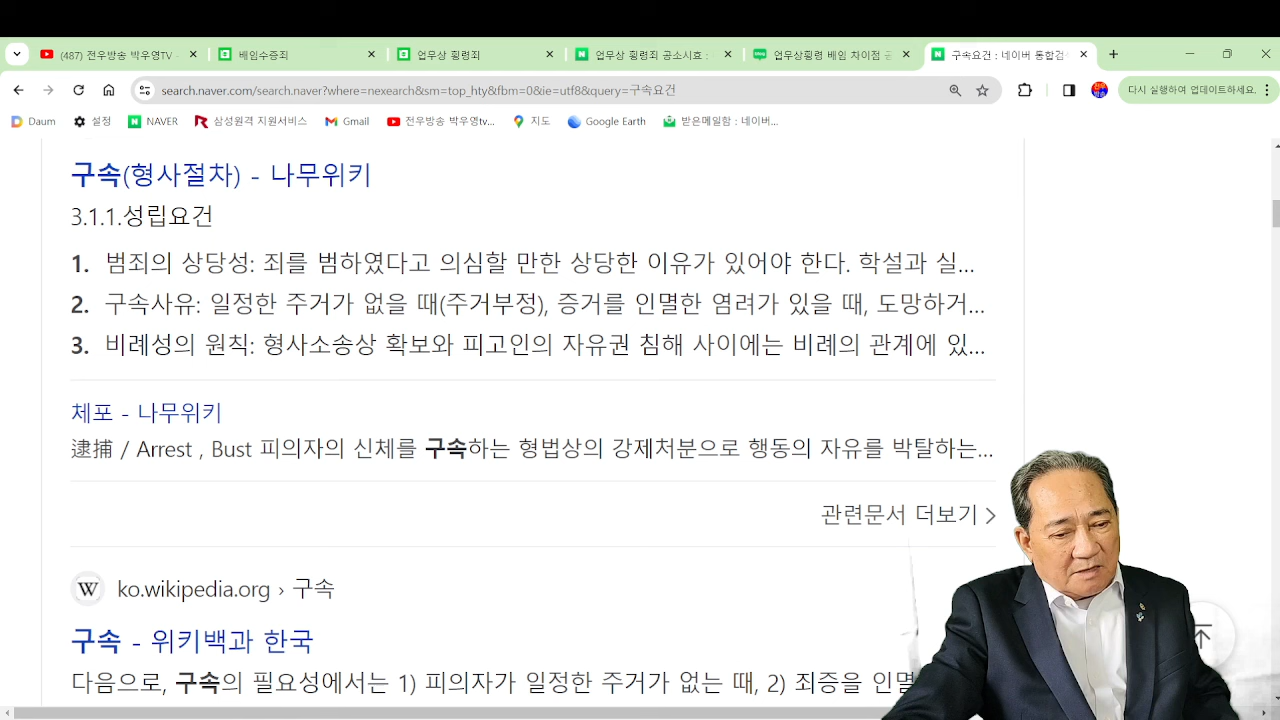 (487) 전우방송 박우영TV -
배임수증죄
업무상 횡령죄
업무상 횡령죄 공소시효 :
업무상횡령 배임 차이점 공
구속요건 : 네이버 통합검
search.naver.com/search.naver?where=nexearch&sm=top_hty&fbm=0&ie=utf8&query=구속요건
다시 실행하여 업데이트하세요.
Daum 설정 NAVER 삼성원격 지원서비스 Gmail 전우방송 박우영tv... 지도 Google Earth 받은메일함 : 네이버...
구속(형사절차) - 나무위키
3.1.1.성립요건
1. 범죄의 상당성: 죄를 범하였다고 의심할 만한 상당한 이유가 있어야 한다. 학설과 실...
2. 구속사유: 일정한 주거가 없을 때(주거부정), 증거를 인멸한 염려가 있을 때, 도망하거...
3. 비례성의 원칙: 형사소송상 확보와 피고인의 자유권 침해 사이에는 비례의 관계에 있...
체포 - 나무위키
逮捕 / Arrest , Bust 피의자의 신체를 구속하는 형법상의 강제처분으로 행동의 자유를 박탈하는...
관련문서 더보기 >
W ko.wikipedia.org › 구속
구속 - 위키백과 한국
다음으로, 구속의 필요성에서는 1) 피의자가 일정한 주거가 없는 때, 2) 죄증을 인멸